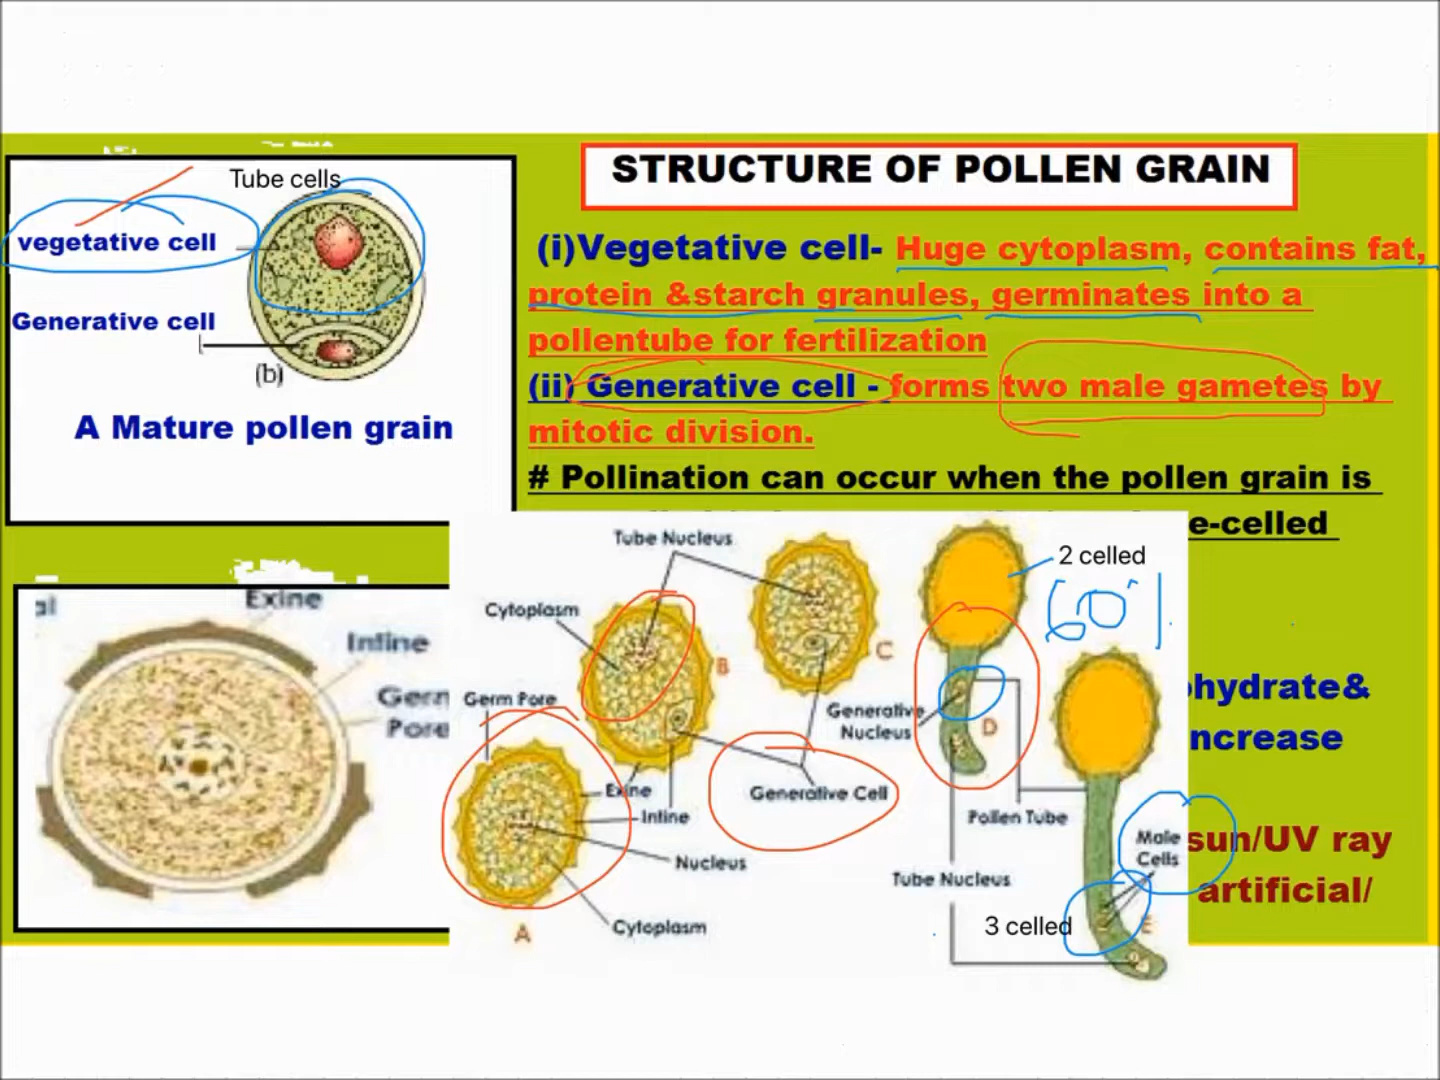 STRUCTURE OF POLLEN GRAIN
Tube cells
vegetative cell
Generative cell
(b)
A Mature pollen grain
(i)Vegetative cell- Huge cytoplasm, contains fat,
protein &starch granules, germinates into a
pollentube for fertilization
(ii) Generative cell - forms two male gametes by
mitotic division.
# Pollination can occur when the pollen grain is
e-celled
ohydrate&
ncrease
sun/UV ray
artificial/
Exine
Intine
Germ
Pore
Tube Nucleus
Cytoplasm
B
C
Germ Pore
Generative
Nucleus
D
Exine
Intine
Generative Cell
Nucleus
Cytoplasm
A
2 celled
60%
Pollen Tube
Male
Cells
Tube Nucleus
3 celled
E